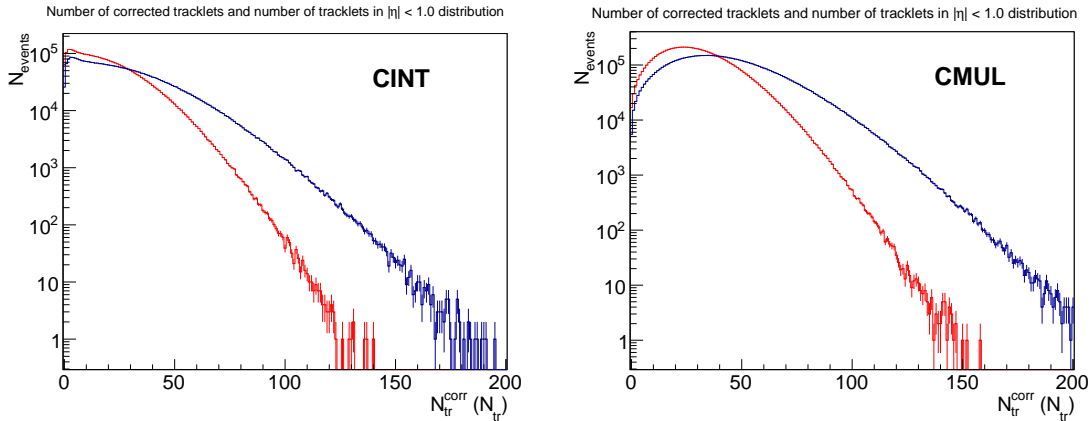 Number of corrected tracklets and number of tracklets in |η| < 1.0 distribution
N_events
10^5
10^4
10^3
10^2
10
1
CINT
0 50 100 150 200
N_tr^corr (N_tr)
Number of corrected tracklets and number of tracklets in |η| < 1.0 distribution
N_events
10^5
10^4
10^3
10^2
10
1
CMUL
0 50 100 150 200
N_tr^corr (N_tr)